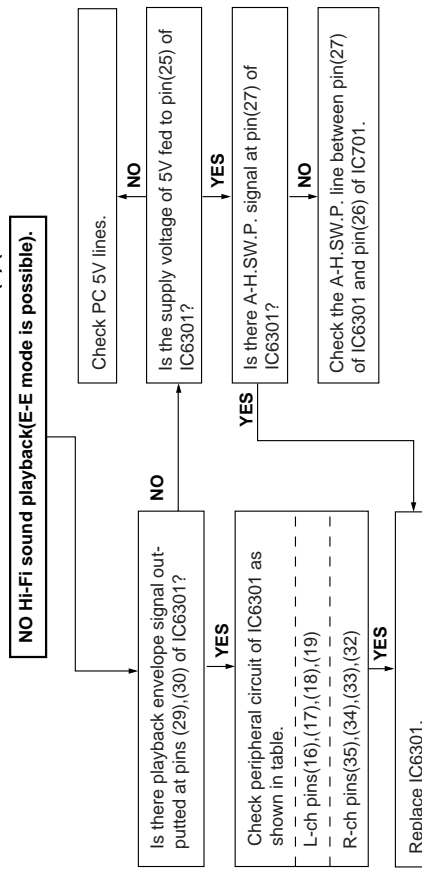 NO Hi-Fi sound playback(E-E mode is possible).
Is there playback envelope signal out-
putted at pins (29),(30) of IC6301?
NO
YES
Check peripheral circuit of IC6301 as
shown in table.
L-ch pins(16),(17),(18),(19)
R-ch pins(35),(34),(33),(32)
YES
Replace IC6301.
Check PC 5V lines.
NO
Is the supply voltage of 5V fed to pin(25) of
IC6301?
YES
Is there A-H.SW.P. signal at pin(27) of
IC6301?
YES
NO
Check the A-H.SW.P. line between pin(27)
of IC6301 and pin(26) of IC701.